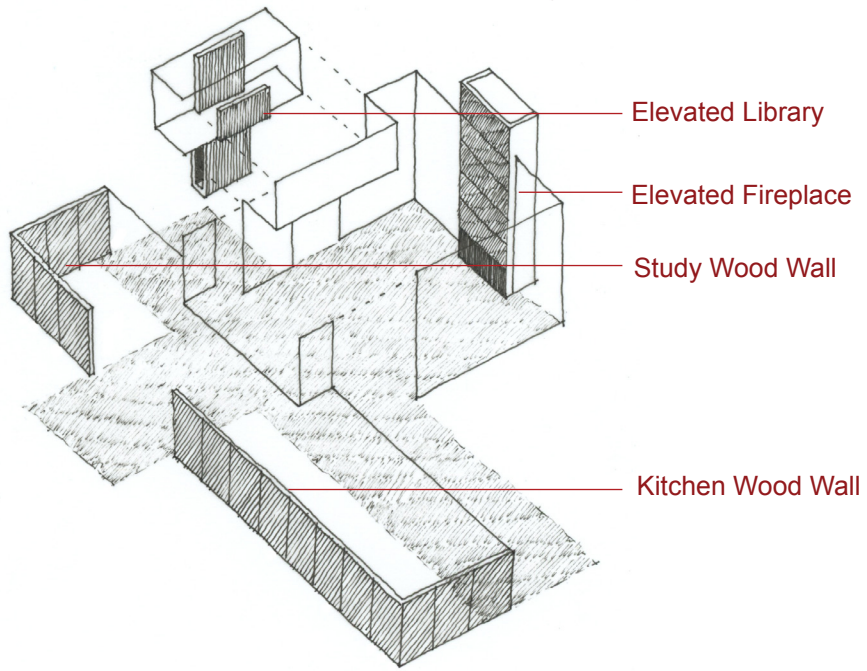 Elevated Library
Elevated Fireplace
Study Wood Wall
Kitchen Wood Wall